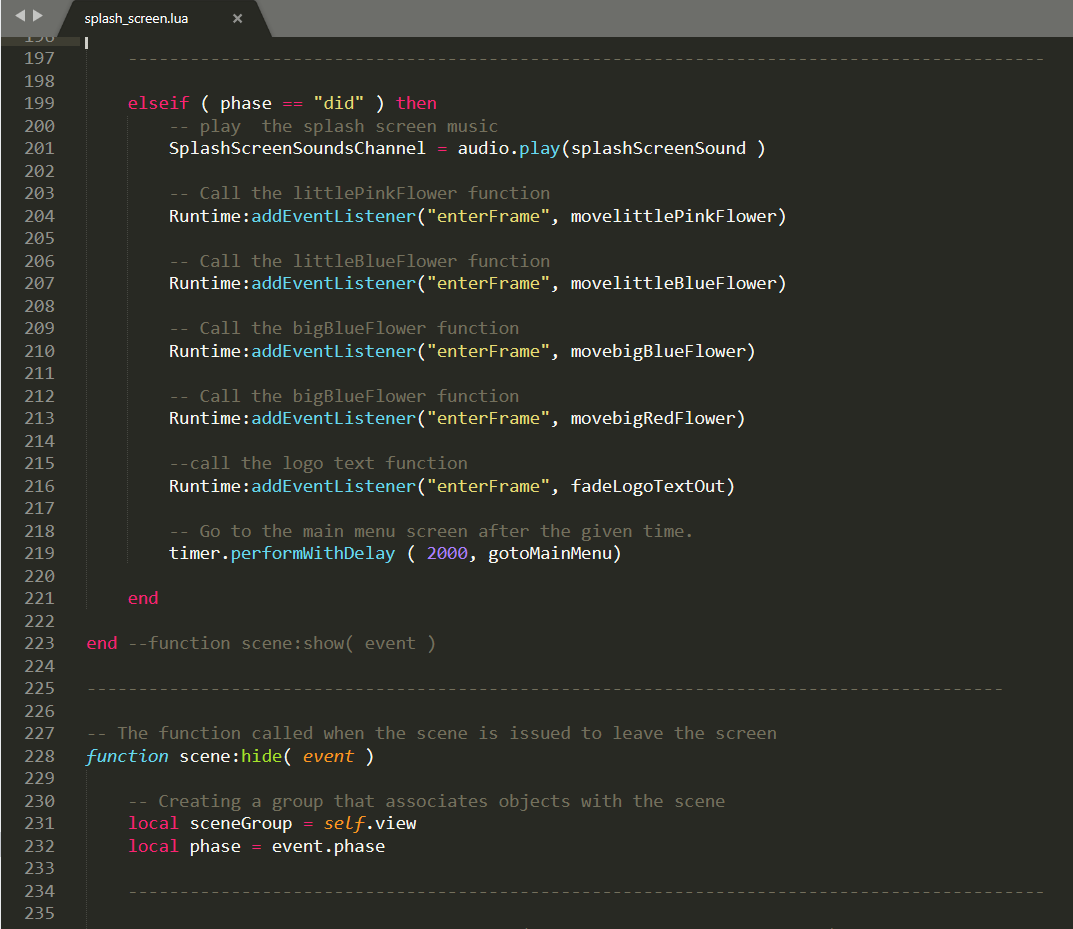 splash_screen.lua ×
196
197 -----------------------------------------------------------------------------------------
198
199 elseif ( phase == "did" ) then
200 -- play  the splash screen music
201 SplashScreenSoundsChannel = audio.play(splashScreenSound )
202
203 -- Call the littlePinkFlower function
204 Runtime:addEventListener("enterFrame", movelittlePinkFlower)
205
206 -- Call the littleBlueFlower function
207 Runtime:addEventListener("enterFrame", movelittleBlueFlower)
208
209 -- Call the bigBlueFlower function
210 Runtime:addEventListener("enterFrame", movebigBlueFlower)
211
212 -- Call the bigBlueFlower function
213 Runtime:addEventListener("enterFrame", movebigRedFlower)
214
215 --call the logo text function
216 Runtime:addEventListener("enterFrame", fadeLogoTextOut)
217
218 -- Go to the main menu screen after the given time.
219 timer.performWithDelay ( 2000, gotoMainMenu)
220
221 end
222
223 end --function scene:show( event )
224
225 -----------------------------------------------------------------------------------------
226
227 -- The function called when the scene is issued to leave the screen
228 function scene:hide( event )
229
230 -- Creating a group that associates objects with the scene
231 local sceneGroup = self.view
232 local phase = event.phase
233
234 -----------------------------------------------------------------------------------------
235